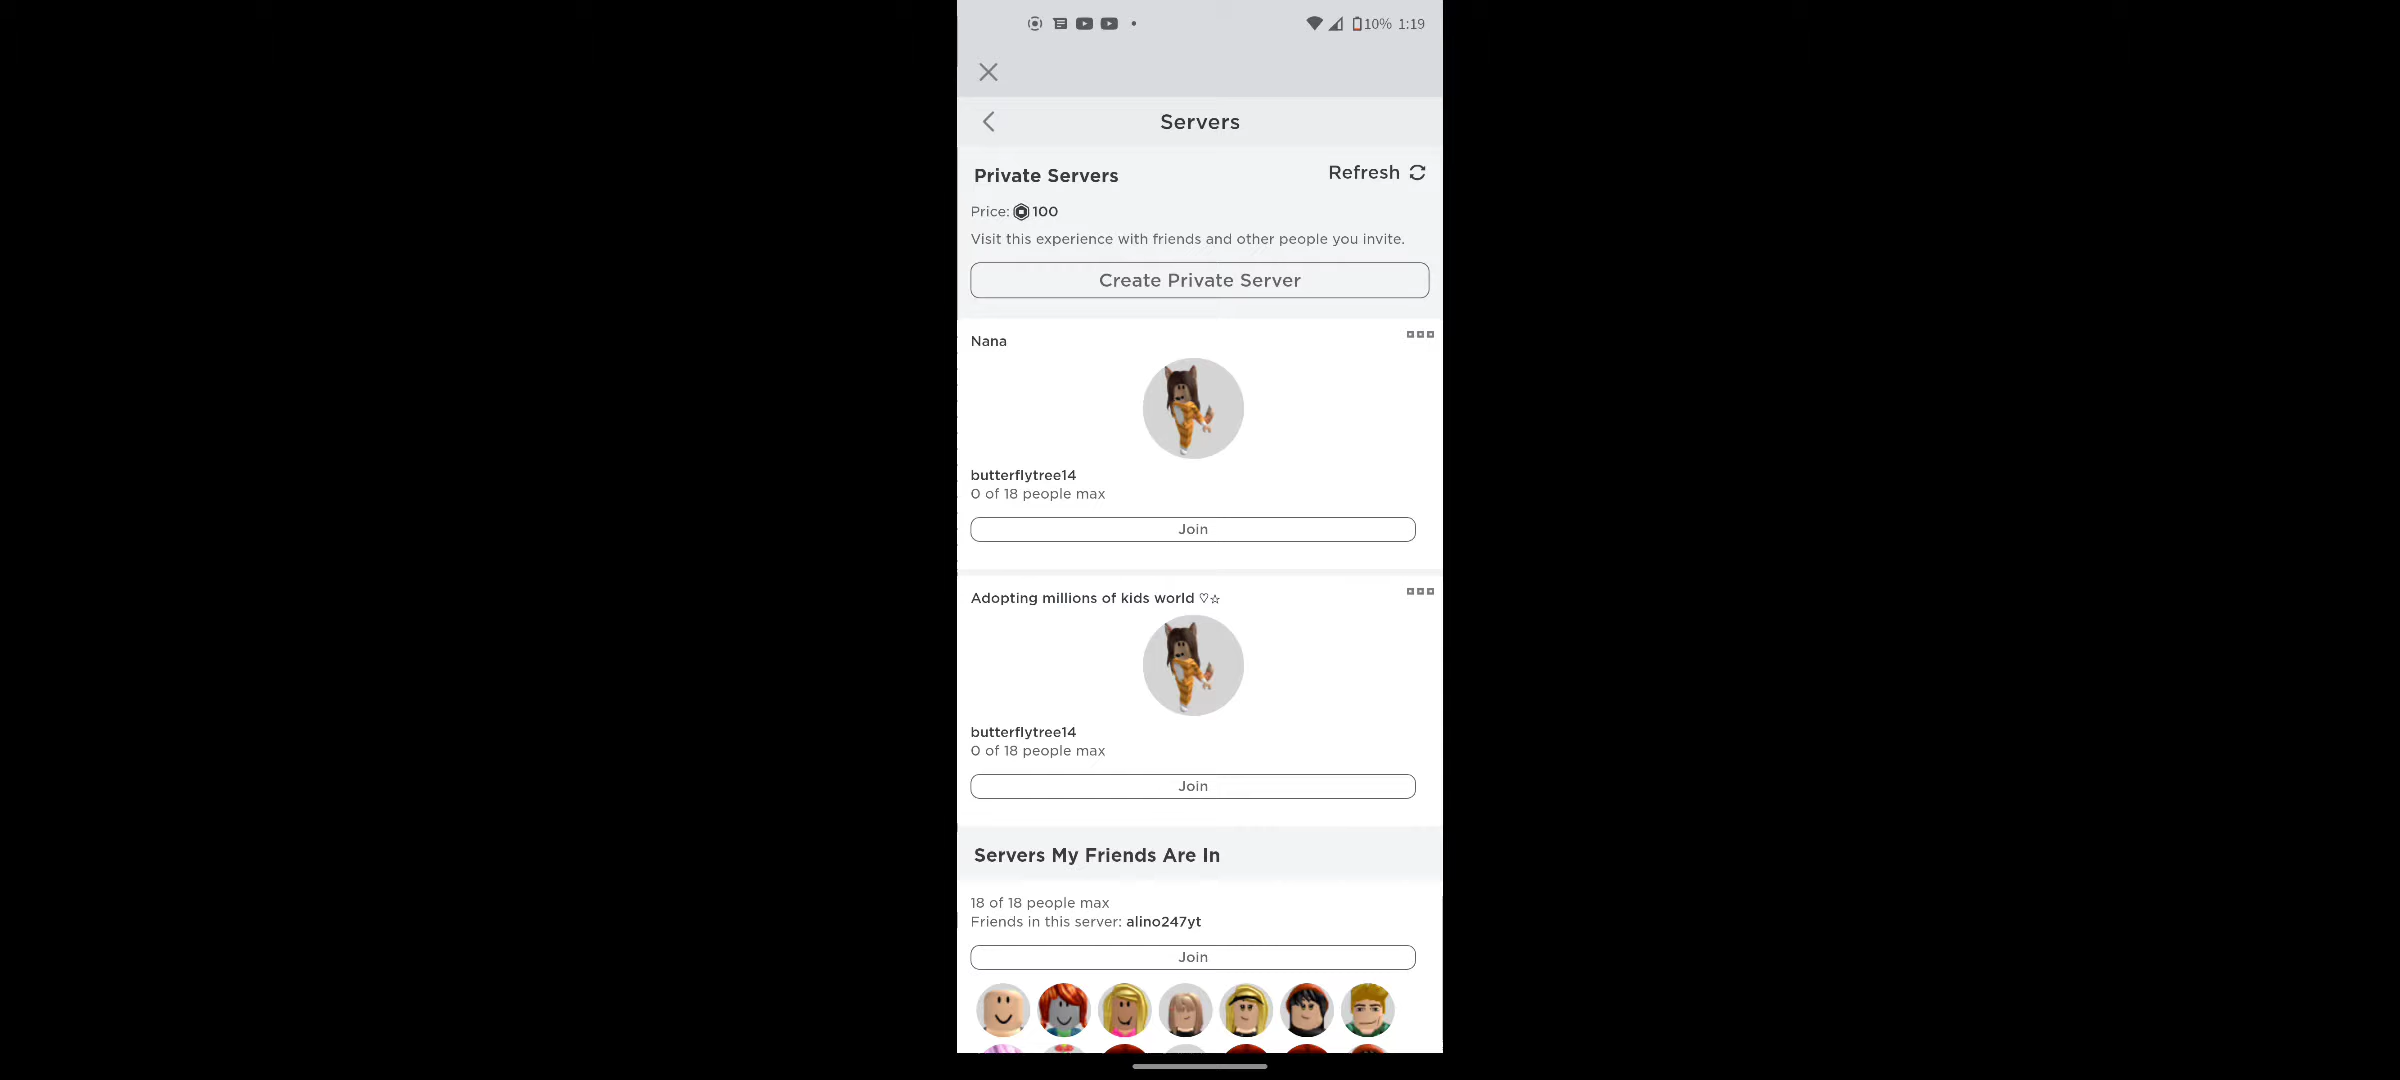 10% 1:19
Servers
Private Servers
Refresh
Price: 100
Visit this experience with friends and other people you invite.
Create Private Server
Nana
butterflytree14
0 of 18 people max
Join
Adopting millions of kids world ♡☆
butterflytree14
0 of 18 people max
Join
Servers My Friends Are In
18 of 18 people max
Friends in this server: alino247yt
Join